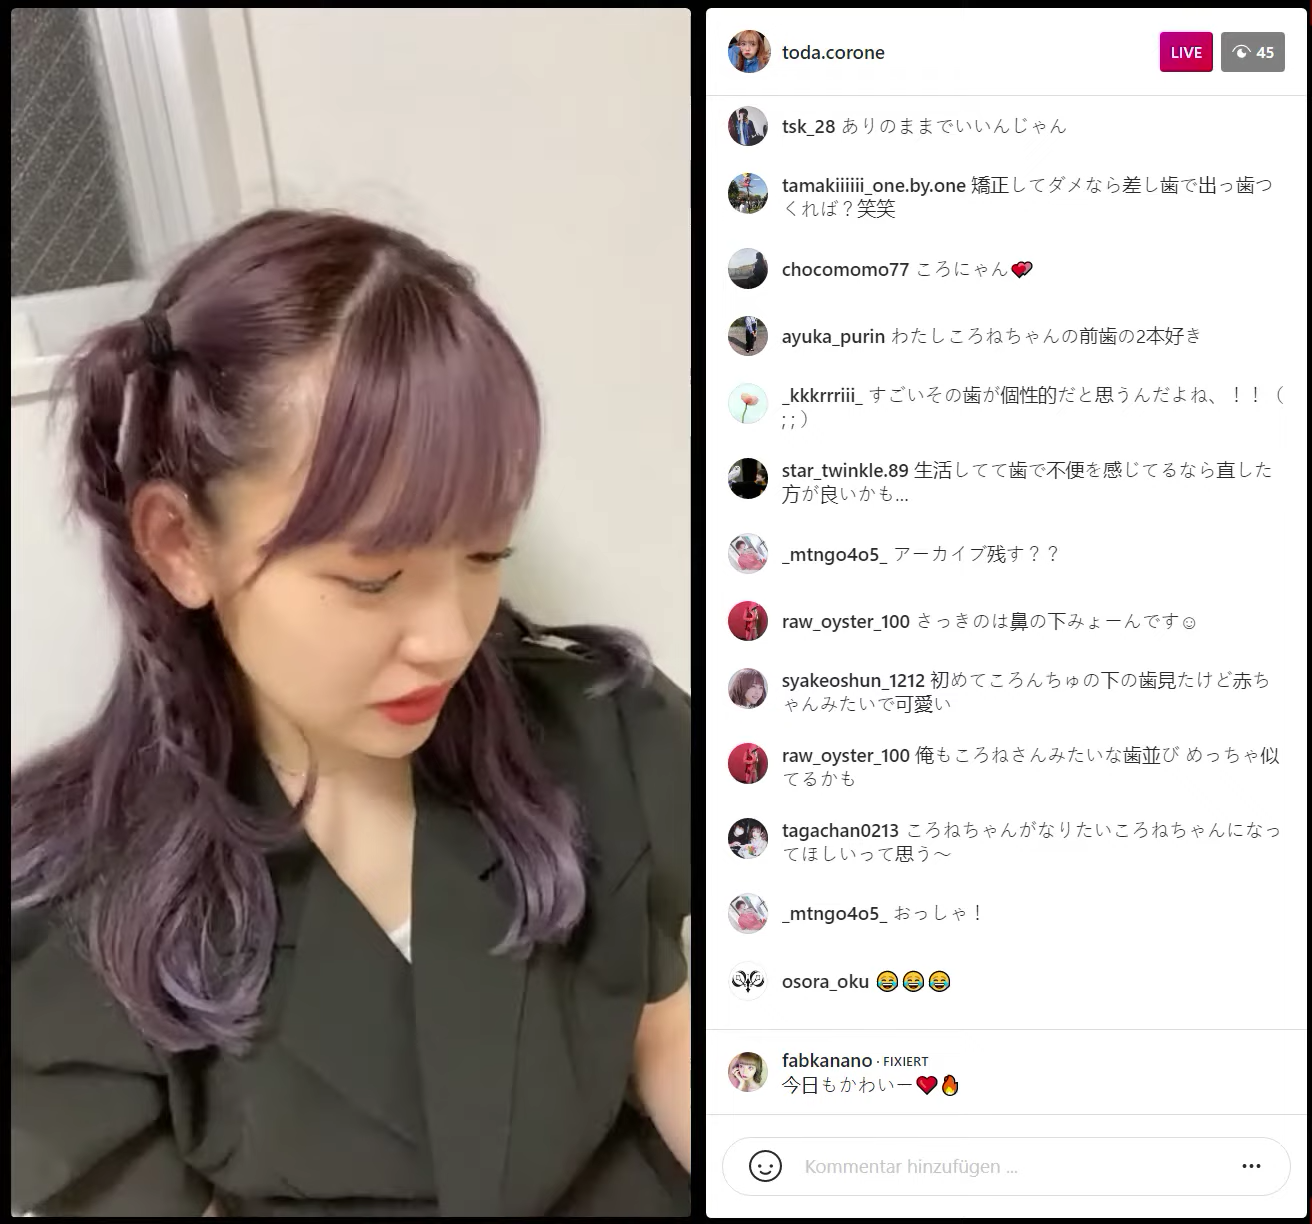 toda.corone
LIVE
45
tsk_28 ありのままでいいんじゃん
tamakiiiiii_one.by.one 矯正してダメなら差し歯で出っ歯つ
くれば？笑笑
chocomomo77 ころにゃん💕
ayuka_purin わたしころねちゃんの前歯の2本好き
_kkkrrriii_ すごいその歯が個性的だと思うんだよね、！！（
; ; ）
star_twinkle.89 生活してて歯で不便を感じてるなら直した
方が良いかも...
_mtngo4o5_ アーカイブ残す？？
raw_oyster_100 さっきのは鼻の下みょーんです☺
syakeoshun_1212 初めてころんちゅの下の歯見たけど赤ち
ゃんみたいで可愛い
raw_oyster_100 俺もころねさんみたいな歯並び めっちゃ似
てるかも
tagachan0213 ころねちゃんがなりたいころねちゃんになっ
てほしいって思う〜
_mtngo4o5_ おっしゃ！
osora_oku 😂😂😂
fabkanano · FIXIERT
今日もかわいー❤🔥
Kommentar hinzufügen ...